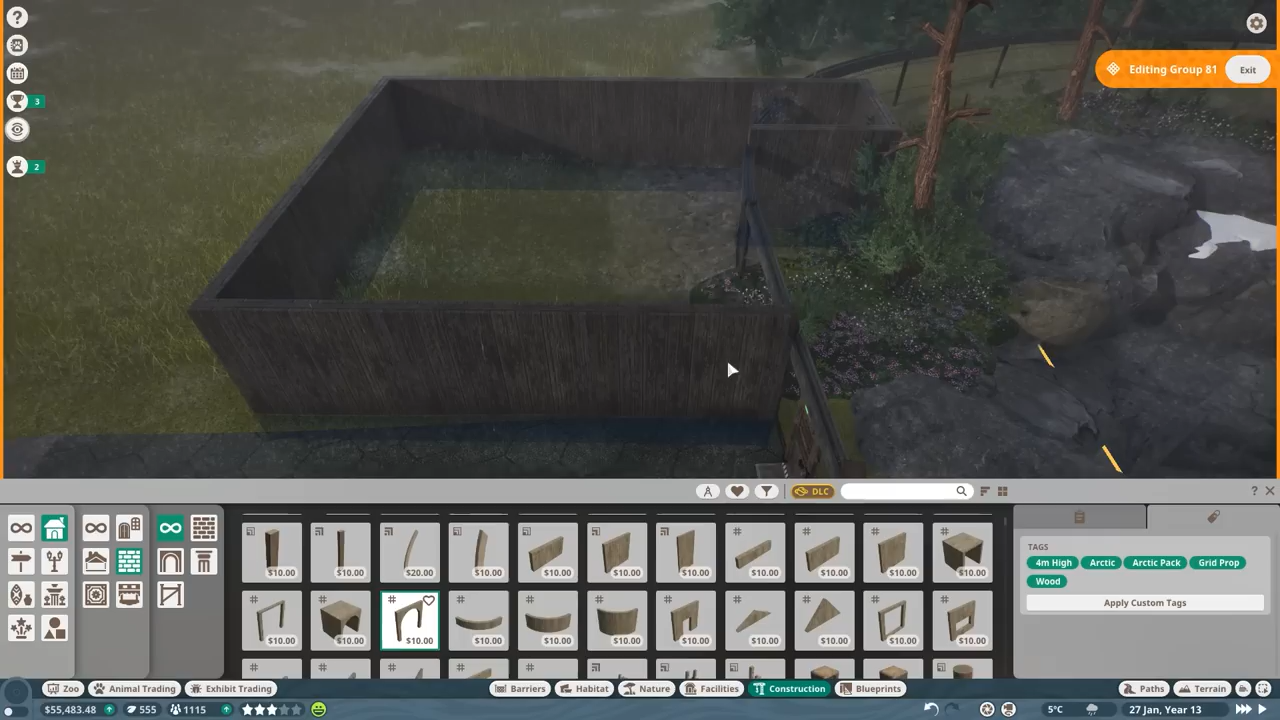 ?
Editing Group 81
Exit
3
2
DLC
? 
$10.00 $10.00 $20.00 $10.00 $10.00 $10.00 $10.00 $10.00 $10.00 $10.00 $10.00
$10.00 $10.00 $10.00 $10.00 $10.00 $10.00 $10.00 $10.00 $10.00 $10.00 $10.00
TAGS
4m High Arctic Arctic Pack Grid Prop
Wood
Apply Custom Tags
Zoo Animal Trading Exhibit Trading Barriers Habitat Nature Facilities Construction Blueprints Paths Terrain
$55,483.48 555 1115 5°C 27 Jan, Year 13